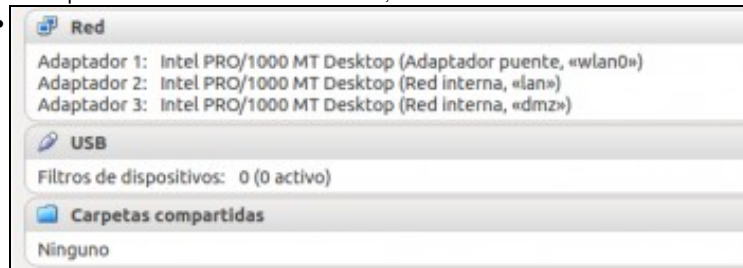 Red
Adaptador 1: Intel PRO/1000 MT Desktop (Adaptador puente, «wlan0»)
Adaptador 2: Intel PRO/1000 MT Desktop (Red interna, «lan»)
Adaptador 3: Intel PRO/1000 MT Desktop (Red interna, «dmz»)
USB
Filtros de dispositivos: 0 (0 activo)
Carpetas compartidas
Ninguno